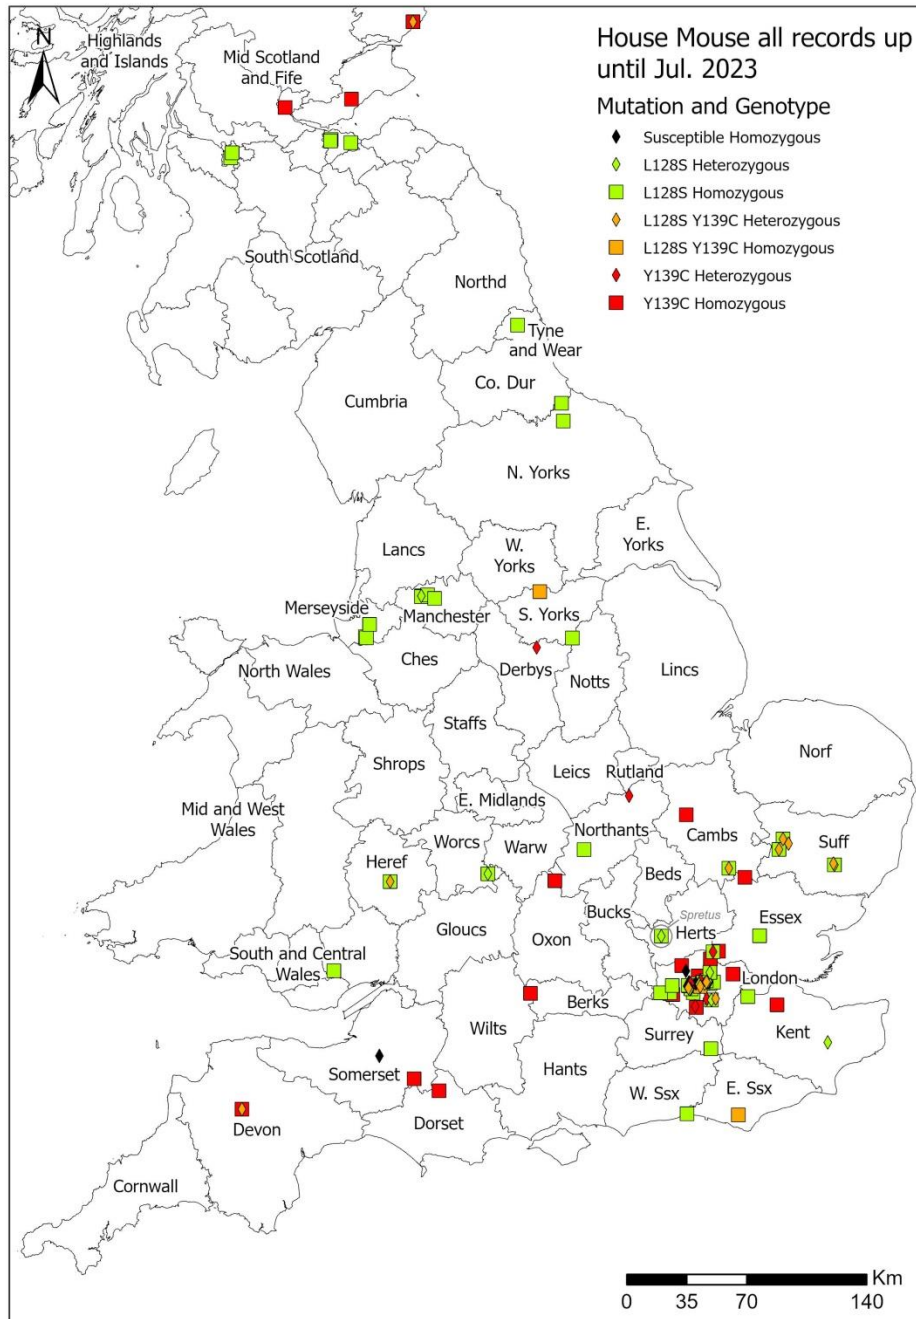 House Mouse all records up
until Jul. 2023
Mutation and Genotype
Susceptible Homozygous
L128S Heterozygous
L128S Homozygous
L128S Y139C Heterozygous
L128S Y139C Homozygous
Y139C Heterozygous
Y139C Homozygous
N
Highlands
and Islands
Mid Scotland
and Fife
South Scotland
Northd
Tyne
and Wear
Co. Dur
Cumbria
N. Yorks
E.
Yorks
W.
Yorks
Lancs
Merseyside
Manchester
S. Yorks
Ches
Derbys
Notts
Lincs
North Wales
Staffs
Shrops
Leics
Rutland
Norf
E. Midlands
Mid and West
Wales
Worcs
Warw
Northants
Cambs
Suff
Heref
Beds
Bucks
Spretus
Herts
Essex
Gloucs
Oxon
South and Central
Wales
London
Berks
Wilts
Surrey
Kent
Somerset
Hants
W. Ssx
E. Ssx
Devon
Dorset
Cornwall
Km
0 35 70 140